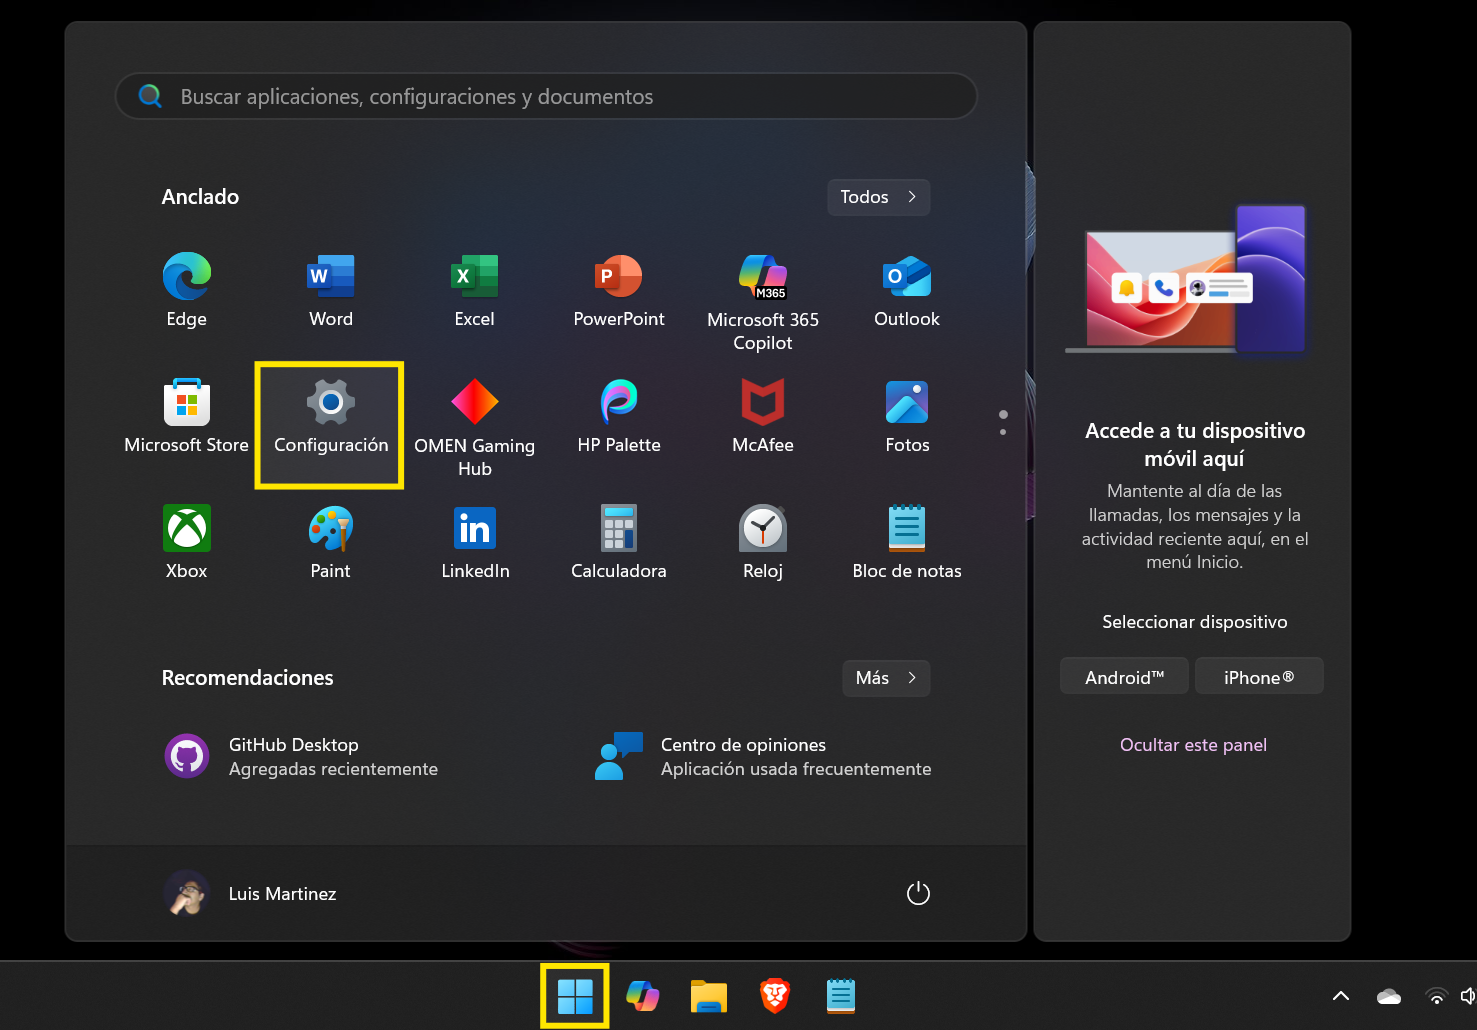 Buscar aplicaciones, configuraciones y documentos
Anclado
Todos
Edge
Word
Excel
PowerPoint
M365
Microsoft 365
Copilot
Outlook
Microsoft Store
Configuración
OMEN Gaming
Hub
HP Palette
McAfee
Fotos
Xbox
Paint
LinkedIn
Calculadora
Reloj
Bloc de notas
Recomendaciones
Más
GitHub Desktop
Agregadas recientemente
Centro de opiniones
Aplicación usada frecuentemente
Luis Martinez
Accede a tu dispositivo
móvil aquí
Mantente al día de las
llamadas, los mensajes y la
actividad reciente aquí, en el
menú Inicio.
Seleccionar dispositivo
Android™
iPhone®
Ocultar este panel